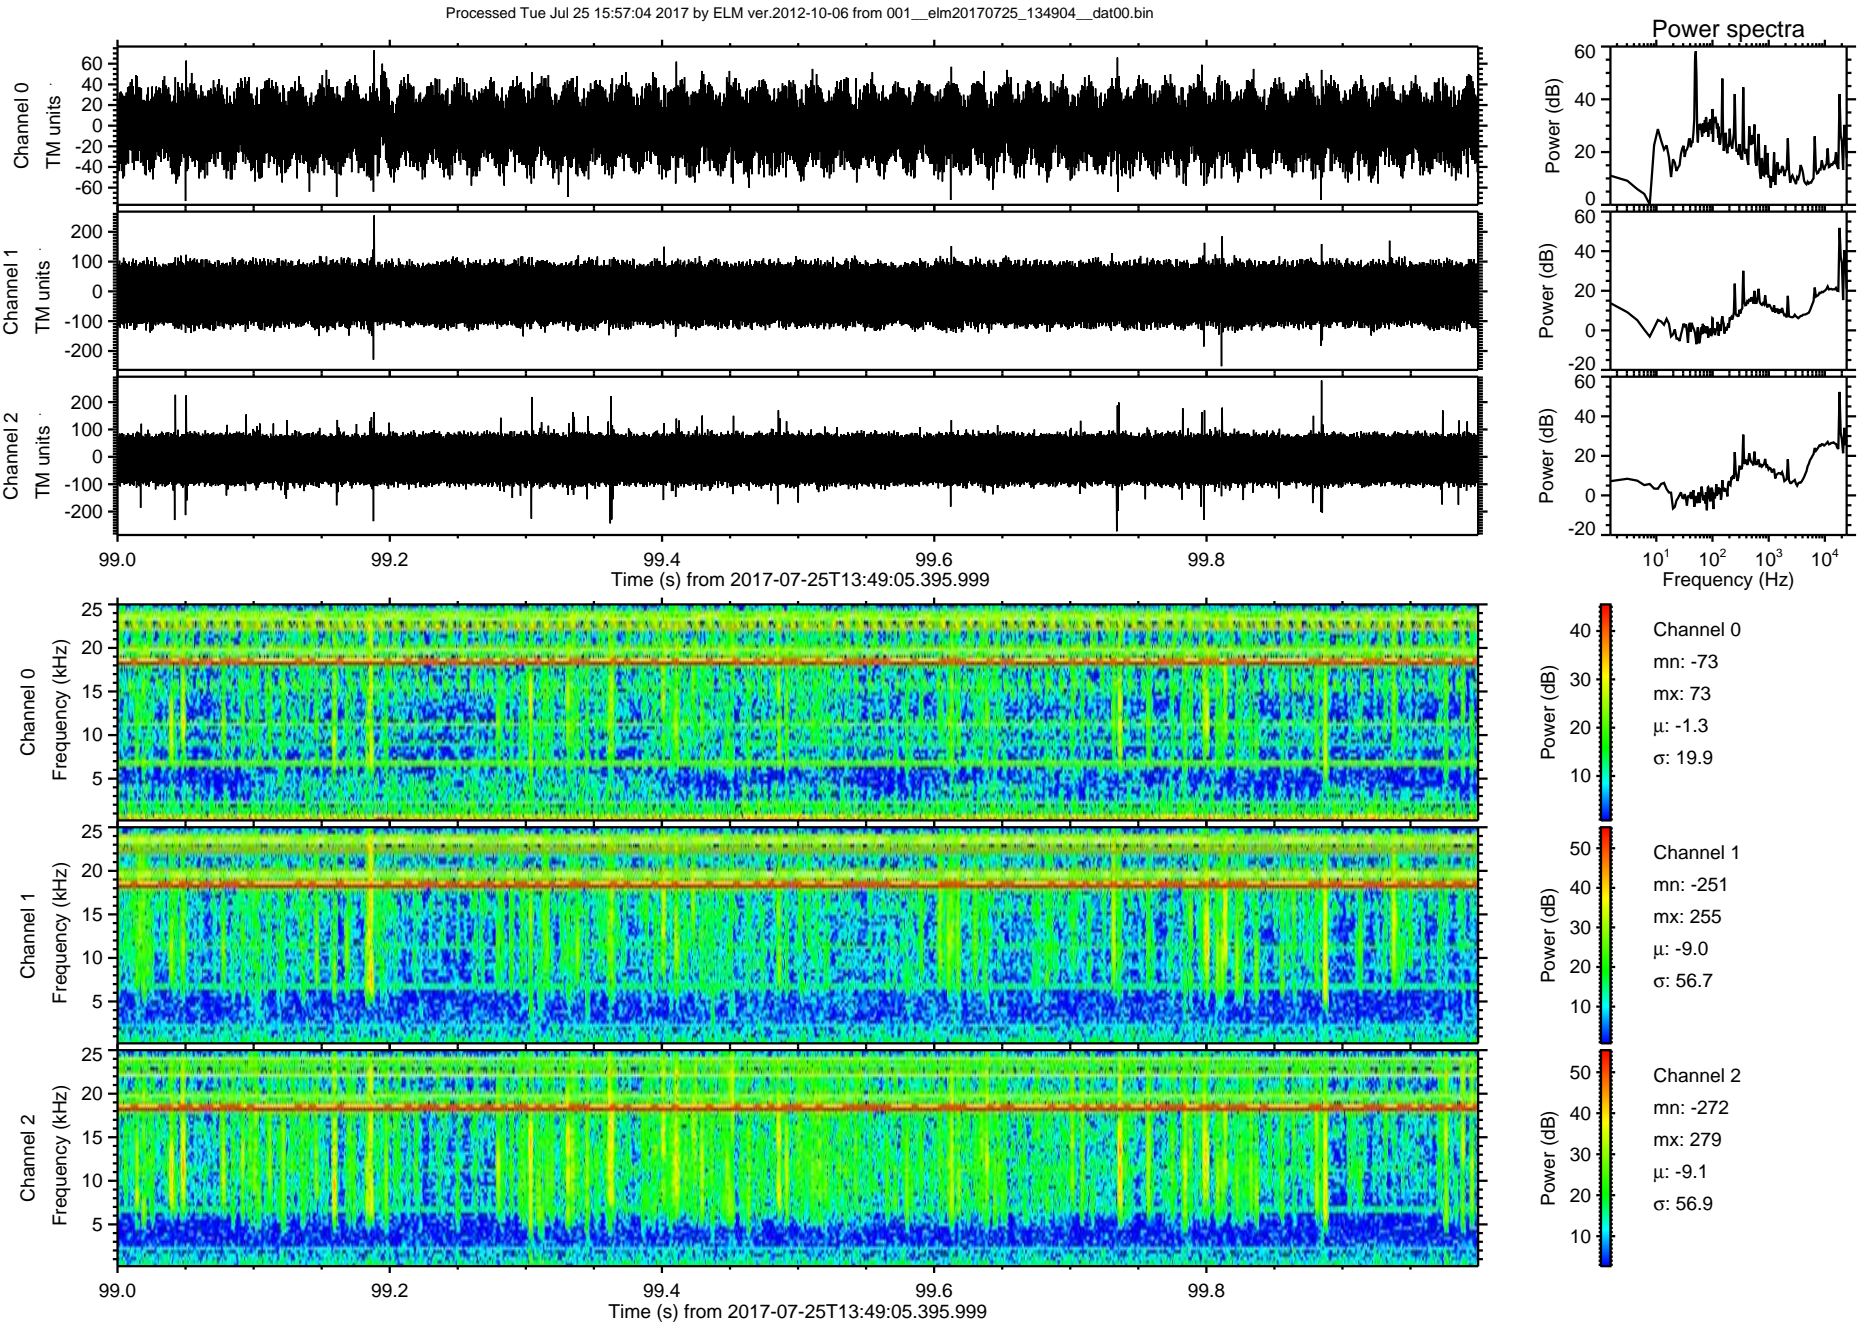 Processed Tue Jul 25 15:57:04 2017 by ELM ver.2012-10-06 from 001__elm20170725_134904__dat00.bin
Power spectra
Channel 0
TM units
60
40
20
0
-20
-40
-60
Power (dB)
60
40
20
0
Channel 1
TM units
200
100
0
-100
-200
Power (dB)
60
40
20
0
-20
Channel 2
TM units
200
100
0
-100
-200
Power (dB)
60
40
20
0
-20
99.0 99.2 99.4 99.6 99.8
Time (s) from 2017-07-25T13:49:05.395.999
10^1 10^2 10^3 10^4
Frequency (Hz)
Channel 0
Frequency (kHz)
25
20
15
10
5
Power (dB)
40
30
20
10
Channel 0
mn: -73
mx: 73
μ: -1.3
σ: 19.9
Channel 1
Frequency (kHz)
25
20
15
10
5
Power (dB)
50
40
30
20
10
Channel 1
mn: -251
mx: 255
μ: -9.0
σ: 56.7
Channel 2
Frequency (kHz)
25
20
15
10
5
Power (dB)
50
40
30
20
10
Channel 2
mn: -272
mx: 279
μ: -9.1
σ: 56.9
99.0 99.2 99.4 99.6 99.8
Time (s) from 2017-07-25T13:49:05.395.999